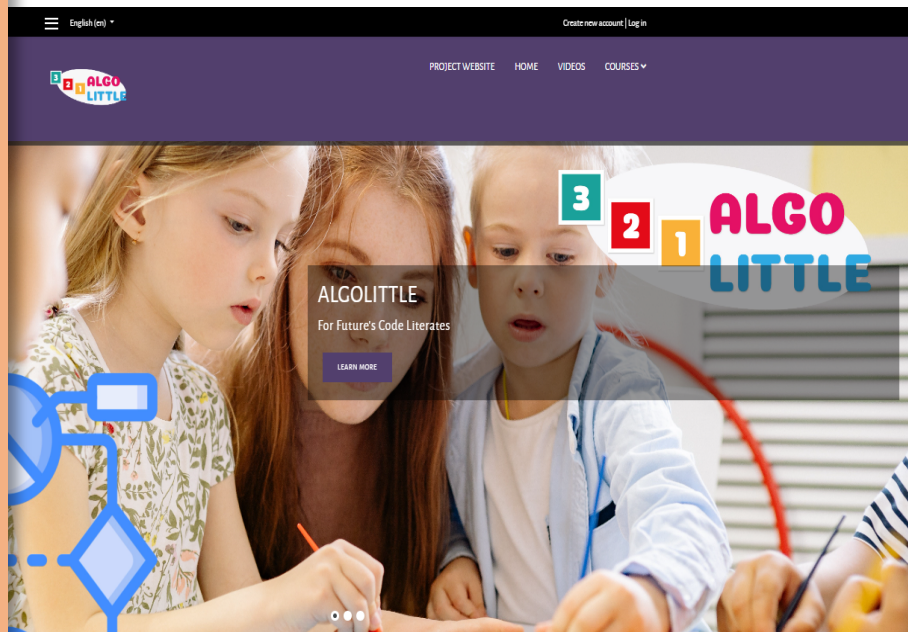 English (en)
Create new account | Log in
PROJECT WEBSITE HOME VIDEOS COURSES
3 2 1 ALGO
LITTLE
3 2 1 ALGO
LITTLE
ALGOLITTLE
For Future's Code Literates
LEARN MORE